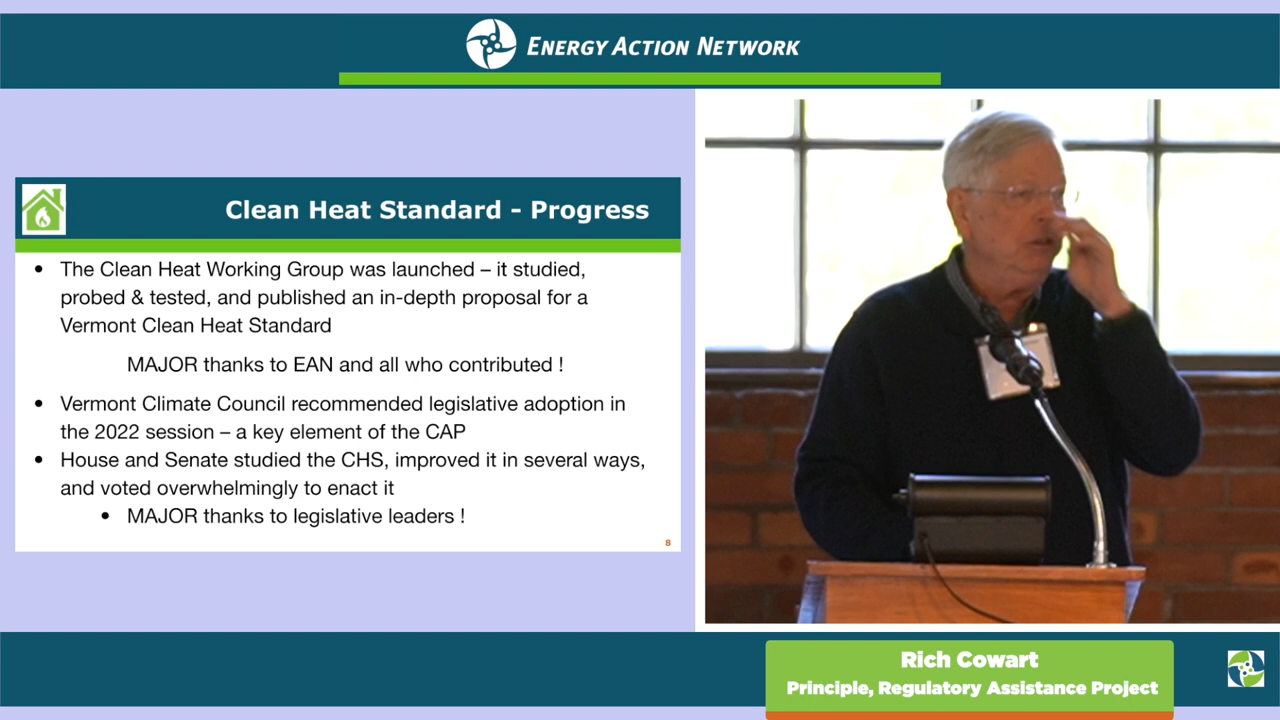 ENERGY ACTION NETWORK
Clean Heat Standard - Progress
• The Clean Heat Working Group was launched – it studied,
probed & tested, and published an in-depth proposal for a
Vermont Clean Heat Standard
MAJOR thanks to EAN and all who contributed !
• Vermont Climate Council recommended legislative adoption in
the 2022 session – a key element of the CAP
• House and Senate studied the CHS, improved it in several ways,
and voted overwhelmingly to enact it
• MAJOR thanks to legislative leaders !
8
Rich Cowart
Principle, Regulatory Assistance Project